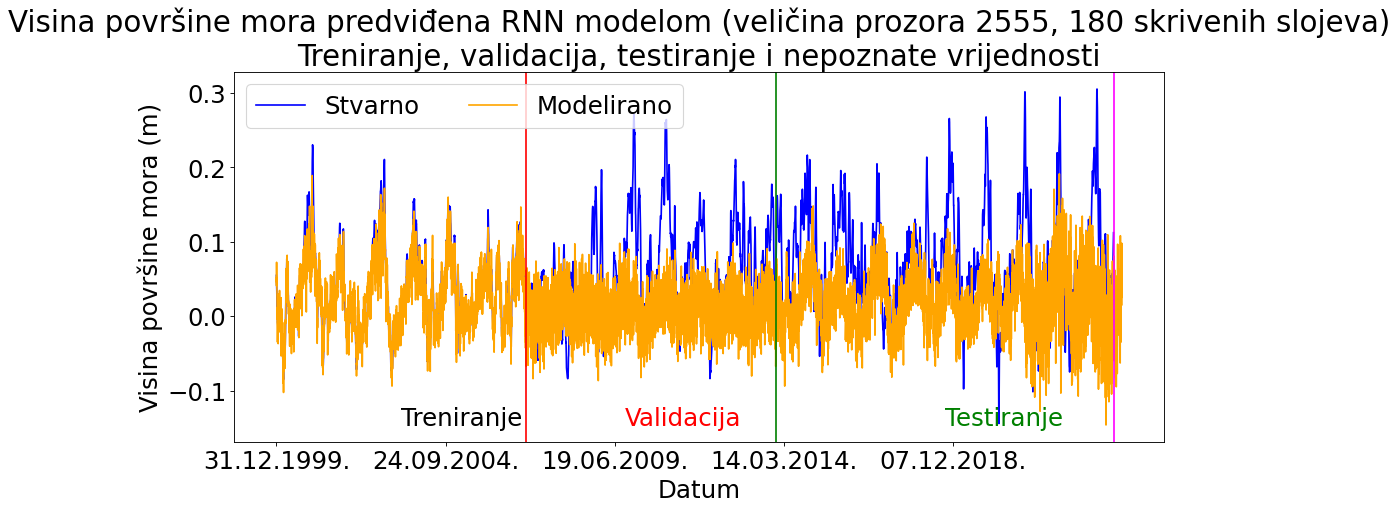 Visina površine mora predviđena RNN modelom (veličina prozora 2555, 180 skrivenih slojeva)
Treniranje, validacija, testiranje i nepoznate vrijednosti
Stvarno
Modelirano
Visina površine mora (m)
0.3
0.2
0.1
0.0
−0.1
Treniranje
Validacija
Testiranje
31.12.1999.
24.09.2004.
19.06.2009.
14.03.2014.
07.12.2018.
Datum